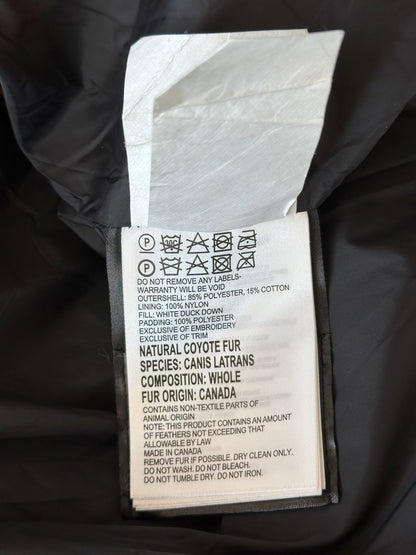 P 30C
P
DO NOT REMOVE ANY LABELS-
WARRANTY WILL BE VOID
OUTERSHELL: 85% POLYESTER, 15% COTTON
LINING: 100% NYLON
FILL: WHITE DUCK DOWN
PADDING: 100% POLYESTER
EXCLUSIVE OF EMBROIDERY
EXCLUSIVE OF TRIM
NATURAL COYOTE FUR
SPECIES: CANIS LATRANS
COMPOSITION: WHOLE
FUR ORIGIN: CANADA
CONTAINS NON-TEXTILE PARTS OF
ANIMAL ORIGIN
NOTE: THIS PRODUCT CONTAINS AN AMOUNT
OF FEATHERS NOT EXCEEDING THAT
ALLOWABLE BY LAW
MADE IN CANADA
REMOVE FUR IF POSSIBLE. DRY CLEAN ONLY.
DO NOT WASH. DO NOT BLEACH.
DO NOT TUMBLE DRY. DO NOT IRON.